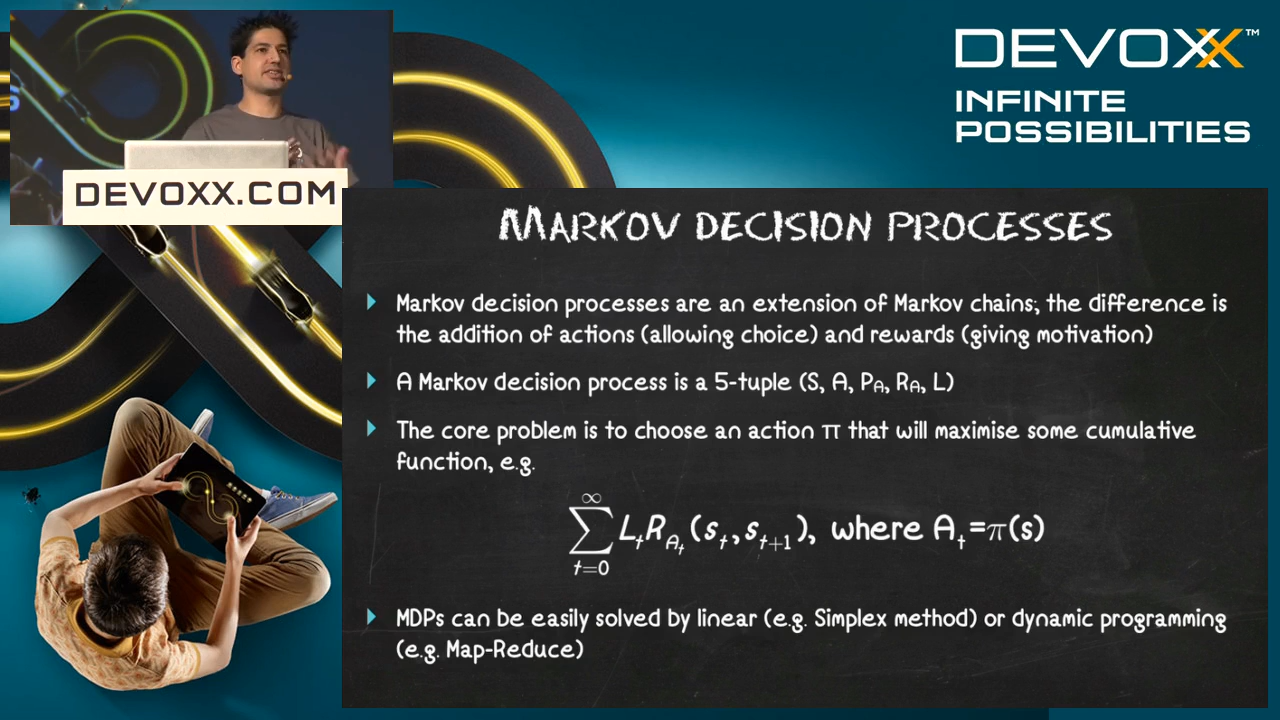 DEVOXX™
INFINITE
POSSIBILITIES
DEVOXX.COM
MARKOV DECISION PROCESSES
Markov decision processes are an extension of Markov chains; the difference is
the addition of actions (allowing choice) and rewards (giving motivation)
A Markov decision process is a 5-tuple (S, A, PA, RA, L)
The core problem is to choose an action π that will maximise some cumulative
function, e.g.
∞
∑ LₜR_{Aₜ}(sₜ,sₜ₊₁), where Aₜ=π(s)
t=0
MDPs can be easily solved by linear (e.g. Simplex method) or dynamic programming
(e.g. Map-Reduce)